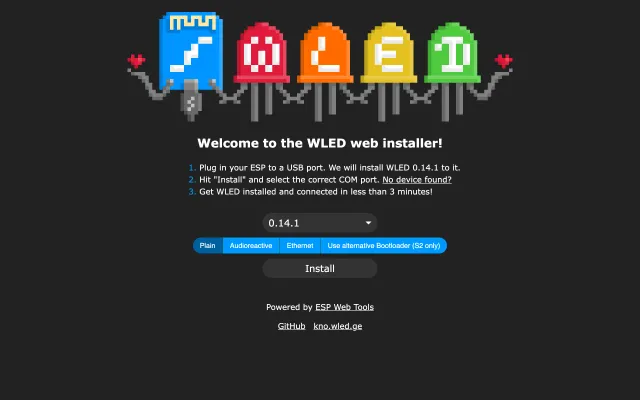 WLED
Welcome to the WLED web installer!
1. Plug in your ESP to a USB port. We will install WLED 0.14.1 to it.
2. Hit "Install" and select the correct COM port. No device found?
3. Get WLED installed and connected in less than 3 minutes!
0.14.1
Plain Audioreactive Ethernet Use alternative Bootloader (S2 only)
Install
Powered by ESP Web Tools
GitHub kno.wled.ge